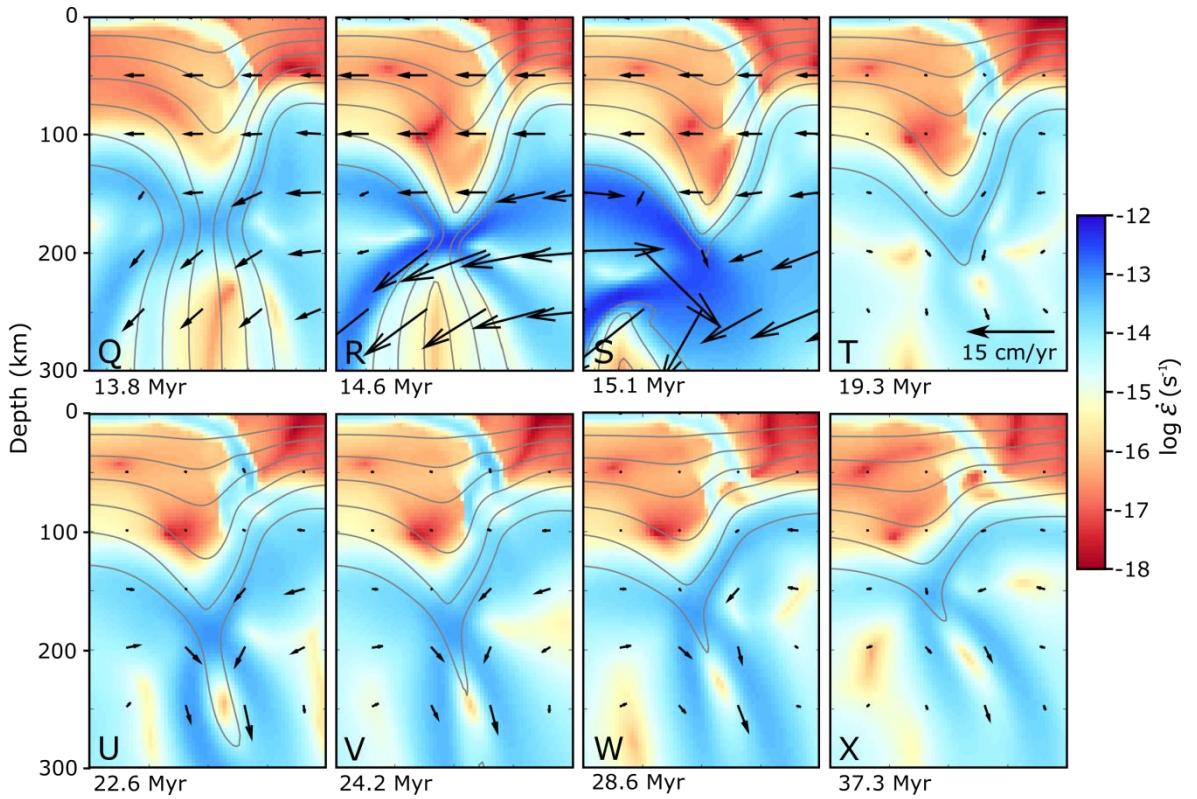 0
100
200
300
Depth (km)
Q
R
S
T
15 cm/yr
13.8 Myr
14.6 Myr
15.1 Myr
19.3 Myr
0
100
200
300
U
V
W
X
22.6 Myr
24.2 Myr
28.6 Myr
37.3 Myr
-12
-13
-14
-15
-16
-17
-18
log ε̇ (s⁻¹)